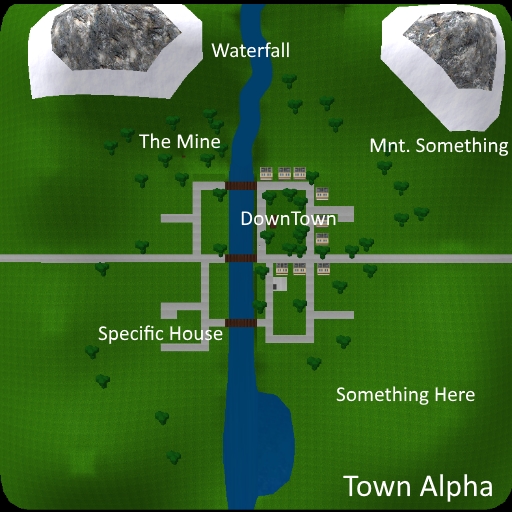 Waterfall
The Mine
Mnt. Something
DownTown
Specific House
Something Here
Town Alpha